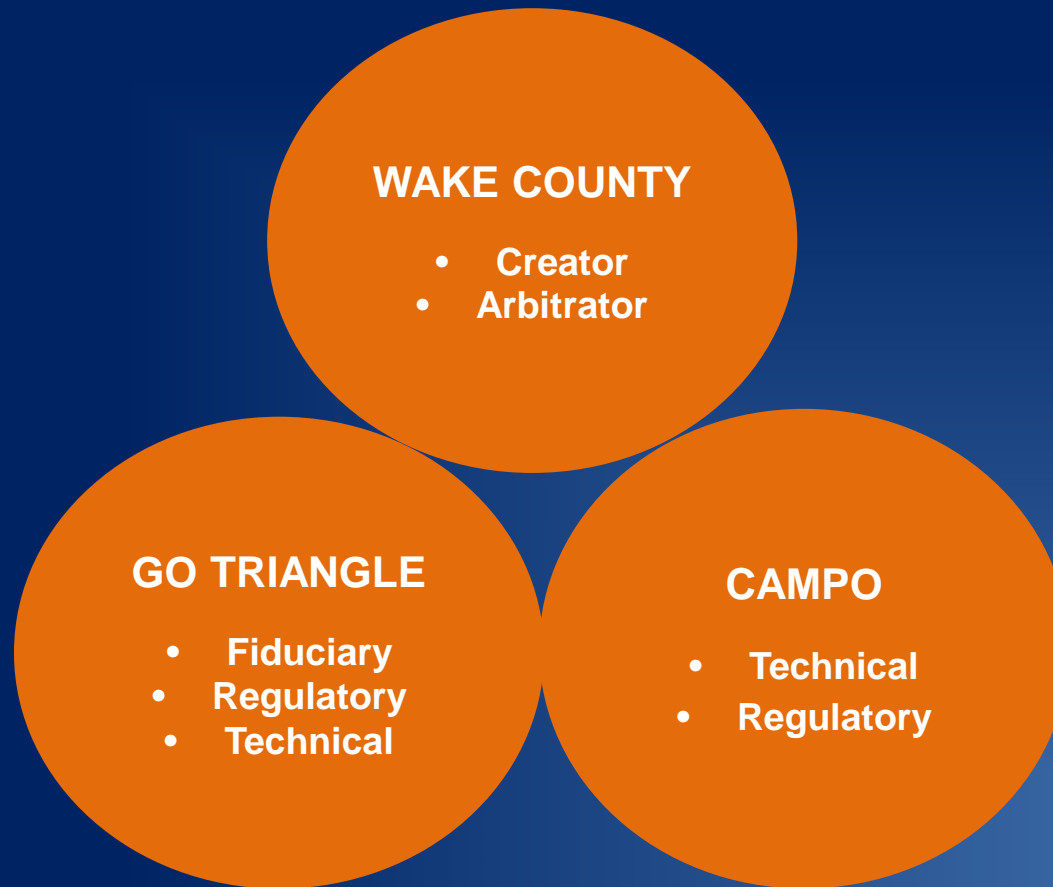 WAKE COUNTY
• Creator
• Arbitrator
GO TRIANGLE
• Fiduciary
• Regulatory
• Technical
CAMPO
• Technical
• Regulatory